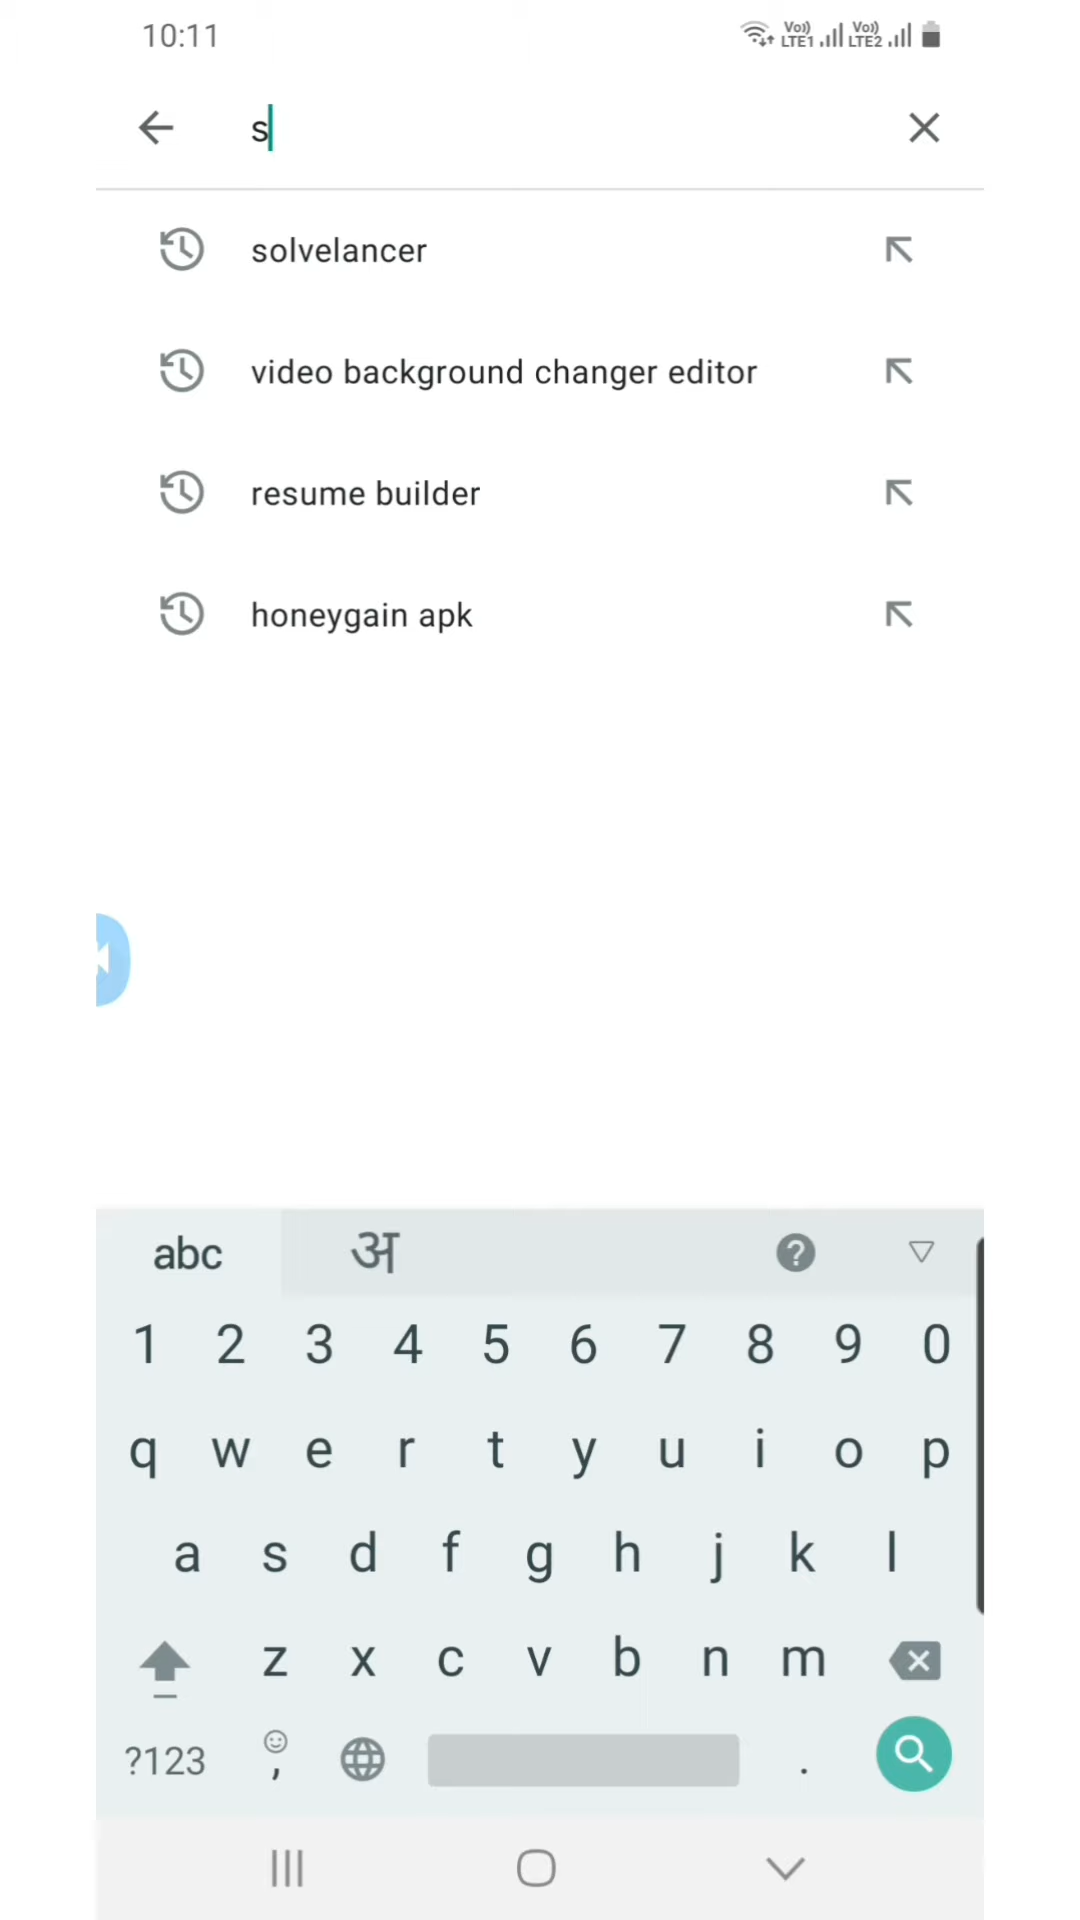 10:11 Vo)) LTE1 Vo)) LTE2
s
solvelancer
video background changer editor
resume builder
honeygain apk
abc अ ?
1 2 3 4 5 6 7 8 9 0
q w e r t y u i o p
a s d f g h j k l
z x c v b n m
?123 , .